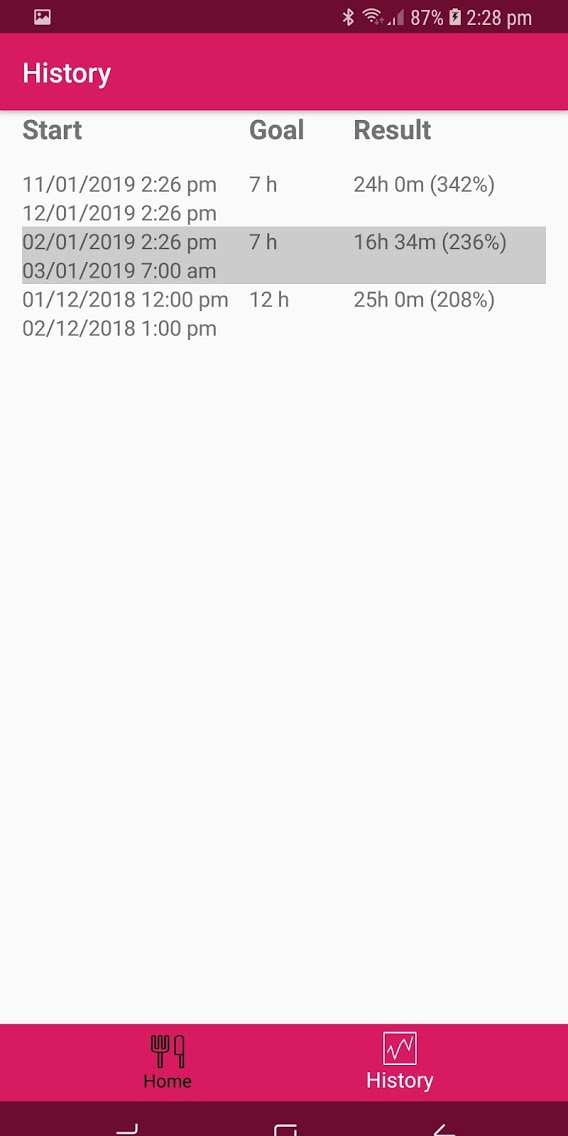 87% 2:28 pm
History
Start Goal Result
11/01/2019 2:26 pm 7 h 24h 0m (342%)
12/01/2019 2:26 pm
02/01/2019 2:26 pm 7 h 16h 34m (236%)
03/01/2019 7:00 am
01/12/2018 12:00 pm 12 h 25h 0m (208%)
02/12/2018 1:00 pm
Home History